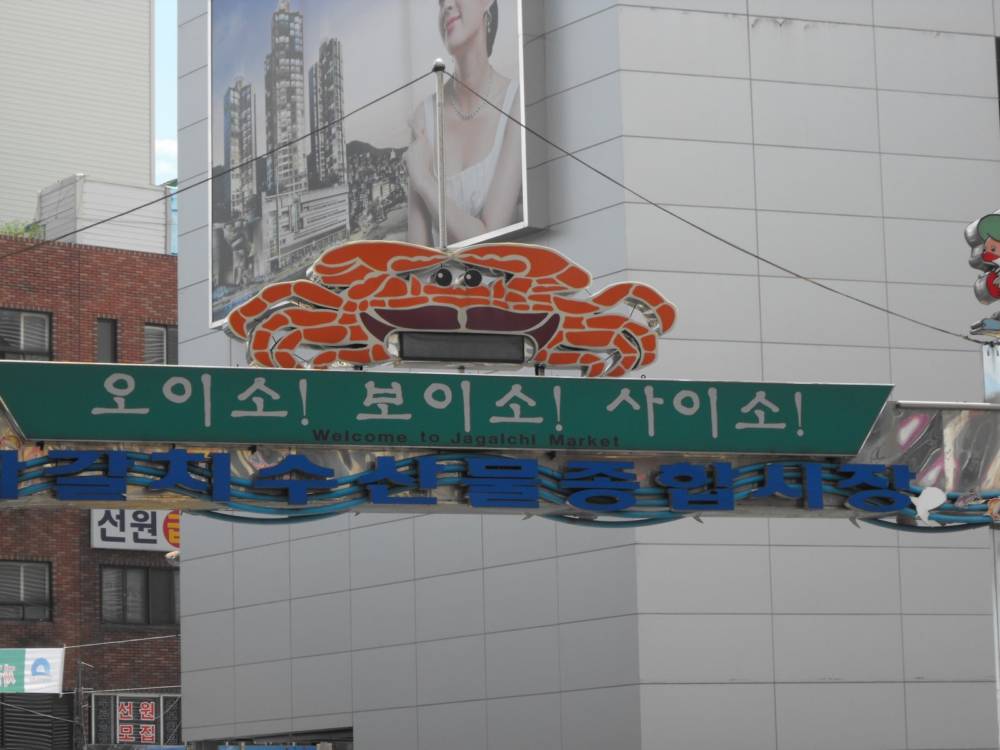 오이소! 보이소! 사이소!
Welcome to Jagalchi Market
갈치수산물종합시장
선원
선원
모집